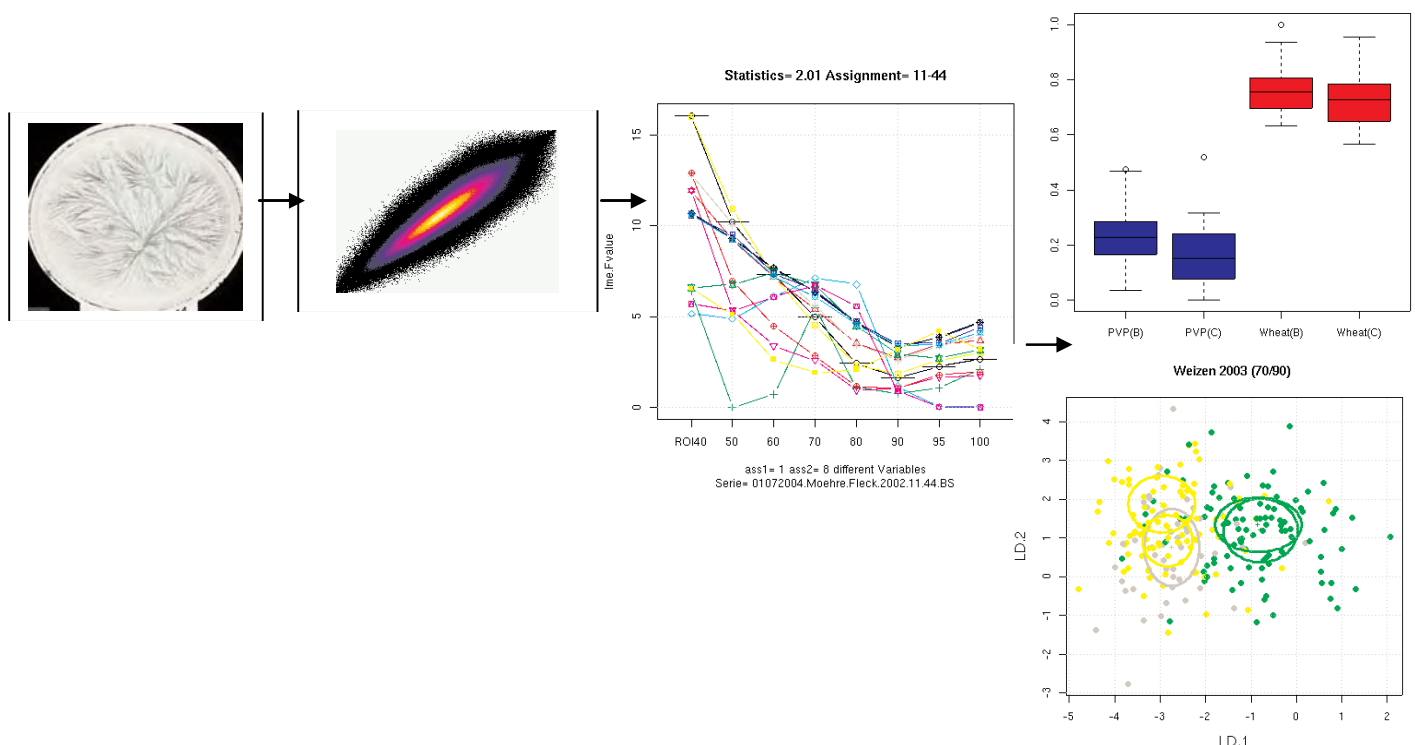 Statistics= 2.01 Assignment= 11-44
lme.Fvalue
15
10
5
0
ROI40 50 60 70 80 90 95 100
ass1= 1 ass2= 8 different Variables
Serie= 01072004.Moehre.Fleck.2002.11.44.BS
1.0
0.8
0.6
0.4
0.2
0.0
PVP(B) PVP(C) Wheat(B) Wheat(C)
Weizen 2003 (70/90)
LD.2
4
3
2
1
0
-1
-2
-3
-5 -4 -3 -2 -1 0 1 2
LD.1